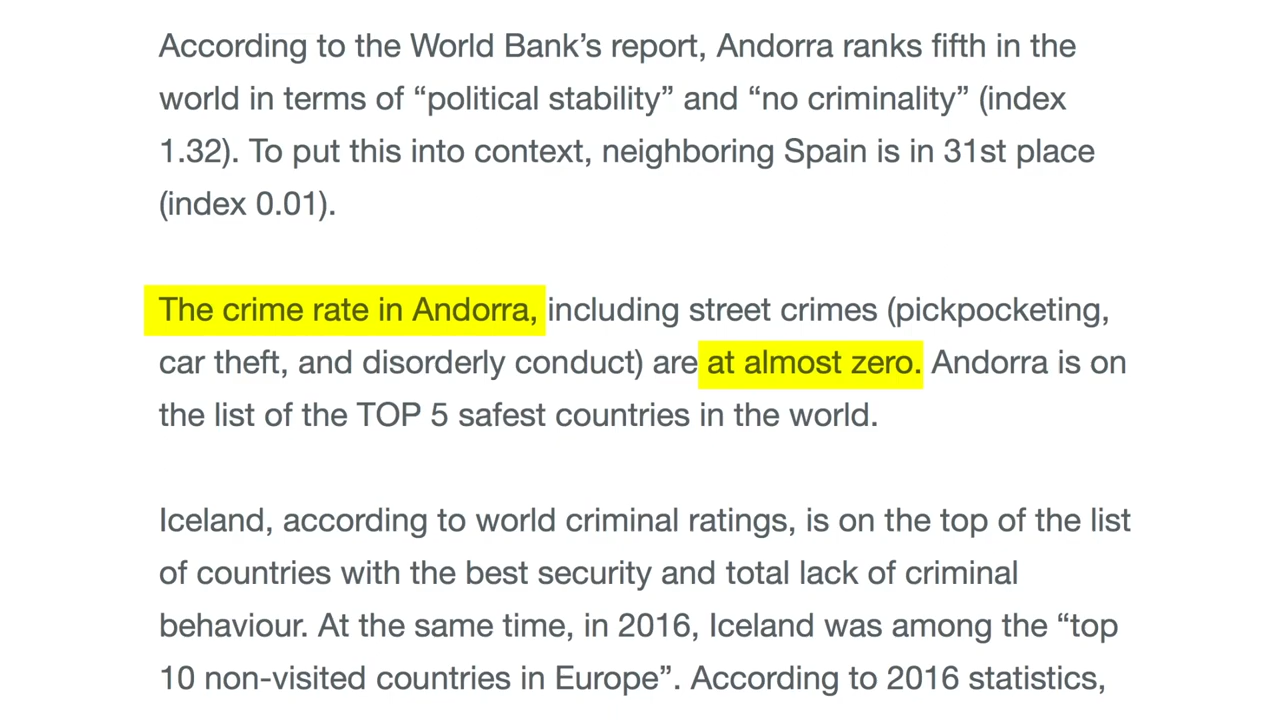 According to the World Bank’s report, Andorra ranks fifth in the
world in terms of “political stability” and “no criminality” (index
1.32). To put this into context, neighboring Spain is in 31st place
(index 0.01).
The crime rate in Andorra, including street crimes (pickpocketing,
car theft, and disorderly conduct) are at almost zero. Andorra is on
the list of the TOP 5 safest countries in the world.
Iceland, according to world criminal ratings, is on the top of the list
of countries with the best security and total lack of criminal
behaviour. At the same time, in 2016, Iceland was among the “top
10 non-visited countries in Europe”. According to 2016 statistics,